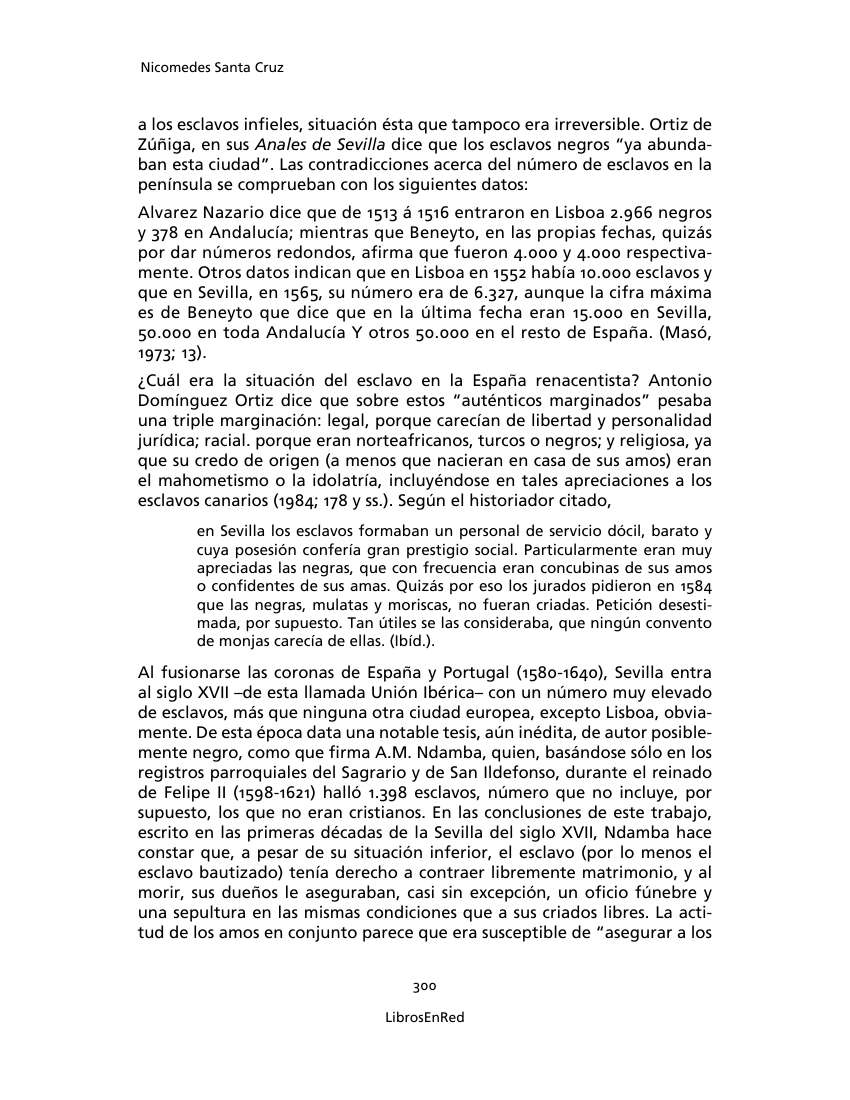 Nicomedes Santa Cruz
a los esclavos infieles, situación ésta que tampoco era irreversible. Ortiz de
Zúñiga, en sus Anales de Sevilla dice que los esclavos negros “ya abunda-
ban esta ciudad”. Las contradicciones acerca del número de esclavos en la
península se comprueban con los siguientes datos:
Alvarez Nazario dice que de 1513 á 1516 entraron en Lisboa 2.966 negros
y 378 en Andalucía; mientras que Beneyto, en las propias fechas, quizás
por dar números redondos, afirma que fueron 4.000 y 4.000 respectiva-
mente. Otros datos indican que en Lisboa en 1552 había 10.000 esclavos y
que en Sevilla, en 1565, su número era de 6.327, aunque la cifra máxima
es de Beneyto que dice que en la última fecha eran 15.000 en Sevilla,
50.000 en toda Andalucía Y otros 50.000 en el resto de España. (Masó,
1973; 13).
¿Cuál era la situación del esclavo en la España renacentista? Antonio
Domínguez Ortiz dice que sobre estos “auténticos marginados” pesaba
una triple marginación: legal, porque carecían de libertad y personalidad
jurídica; racial. porque eran norteafricanos, turcos o negros; y religiosa, ya
que su credo de origen (a menos que nacieran en casa de sus amos) eran
el mahometismo o la idolatría, incluyéndose en tales apreciaciones a los
esclavos canarios (1984; 178 y ss.). Según el historiador citado,
en Sevilla los esclavos formaban un personal de servicio dócil, barato y
cuya posesión confería gran prestigio social. Particularmente eran muy
apreciadas las negras, que con frecuencia eran concubinas de sus amos
o confidentes de sus amas. Quizás por eso los jurados pidieron en 1584
que las negras, mulatas y moriscas, no fueran criadas. Petición desesti-
mada, por supuesto. Tan útiles se las consideraba, que ningún convento
de monjas carecía de ellas. (Ibíd.).
Al fusionarse las coronas de España y Portugal (1580-1640), Sevilla entra
al siglo XVII –de esta llamada Unión Ibérica– con un número muy elevado
de esclavos, más que ninguna otra ciudad europea, excepto Lisboa, obvia-
mente. De esta época data una notable tesis, aún inédita, de autor posible-
mente negro, como que firma A.M. Ndamba, quien, basándose sólo en los
registros parroquiales del Sagrario y de San Ildefonso, durante el reinado
de Felipe II (1598-1621) halló 1.398 esclavos, número que no incluye, por
supuesto, los que no eran cristianos. En las conclusiones de este trabajo,
escrito en las primeras décadas de la Sevilla del siglo XVII, Ndamba hace
constar que, a pesar de su situación inferior, el esclavo (por lo menos el
esclavo bautizado) tenía derecho a contraer libremente matrimonio, y al
morir, sus dueños le aseguraban, casi sin excepción, un oficio fúnebre y
una sepultura en las mismas condiciones que a sus criados libres. La acti-
tud de los amos en conjunto parece que era susceptible de “asegurar a los
300
LibrosEnRed